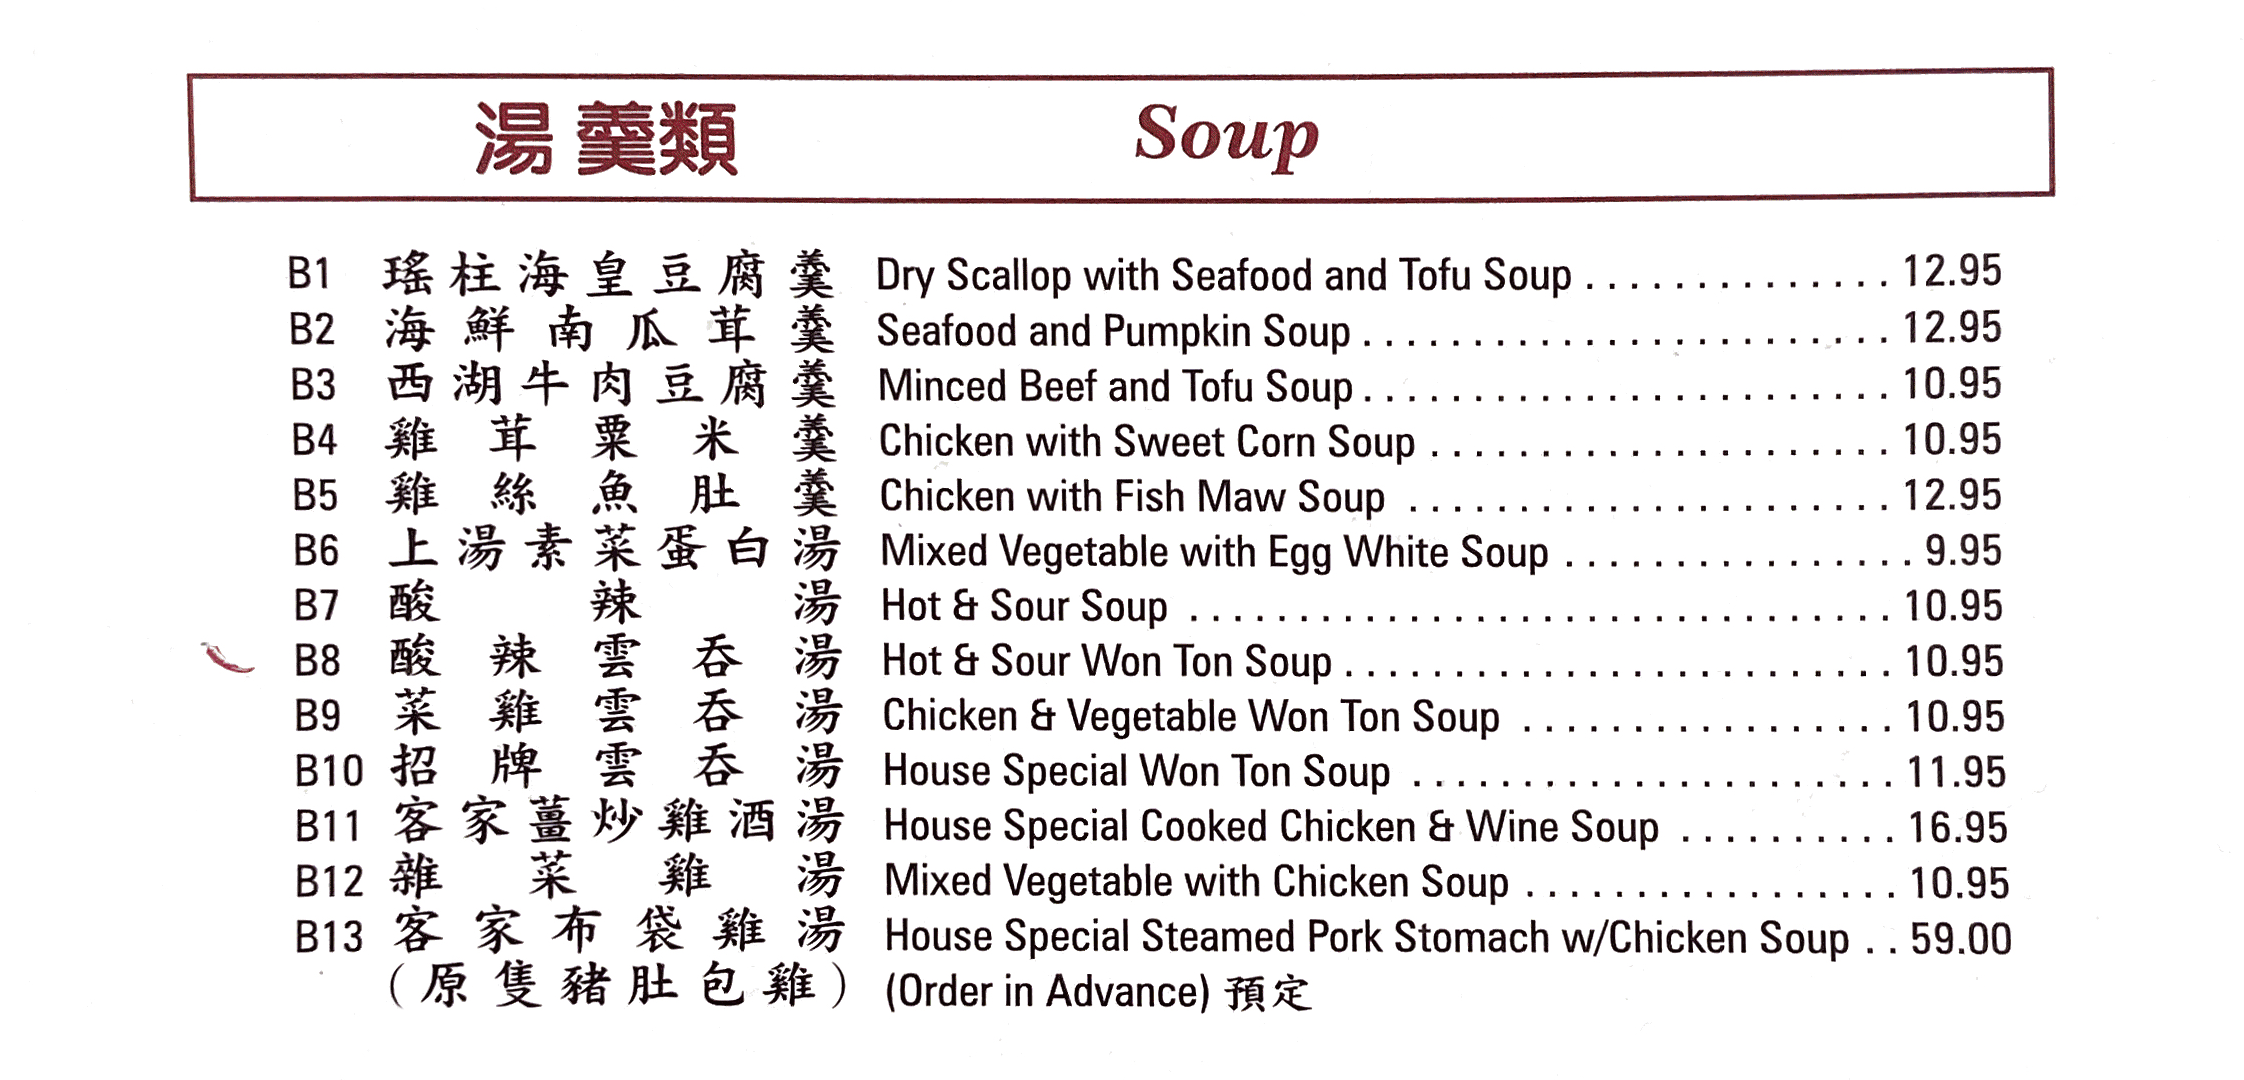 湯羹類 Soup
B1 瑤柱海皇豆腐羹 Dry Scallop with Seafood and Tofu Soup . . . . . . . . . . . . . . 12.95
B2 海鮮南瓜茸羹 Seafood and Pumpkin Soup . . . . . . . . . . . . . . . . . . . . . . . . 12.95
B3 西湖牛肉豆腐羹 Minced Beef and Tofu Soup . . . . . . . . . . . . . . . . . . . . . . . . 10.95
B4 雞茸粟米羹 Chicken with Sweet Corn Soup . . . . . . . . . . . . . . . . . . . . . 10.95
B5 雞絲魚肚羹 Chicken with Fish Maw Soup . . . . . . . . . . . . . . . . . . . . . . 12.95
B6 上湯素菜蛋白湯 Mixed Vegetable with Egg White Soup . . . . . . . . . . . . . . . . 9.95
B7 酸辣湯 Hot & Sour Soup . . . . . . . . . . . . . . . . . . . . . . . . . . . . . . . . 10.95
B8 酸辣雲吞湯 Hot & Sour Won Ton Soup . . . . . . . . . . . . . . . . . . . . . . . . . 10.95
B9 菜雞雲吞湯 Chicken & Vegetable Won Ton Soup . . . . . . . . . . . . . . . . . 10.95
B10 招牌雲吞湯 House Special Won Ton Soup . . . . . . . . . . . . . . . . . . . . . . 11.95
B11 客家薑炒雞酒湯 House Special Cooked Chicken & Wine Soup . . . . . . . . . . 16.95
B12 雜菜雞湯 Mixed Vegetable with Chicken Soup . . . . . . . . . . . . . . . . . 10.95
B13 客家布袋雞湯 House Special Steamed Pork Stomach w/Chicken Soup . . 59.00
(原隻豬肚包雞) (Order in Advance) 預定